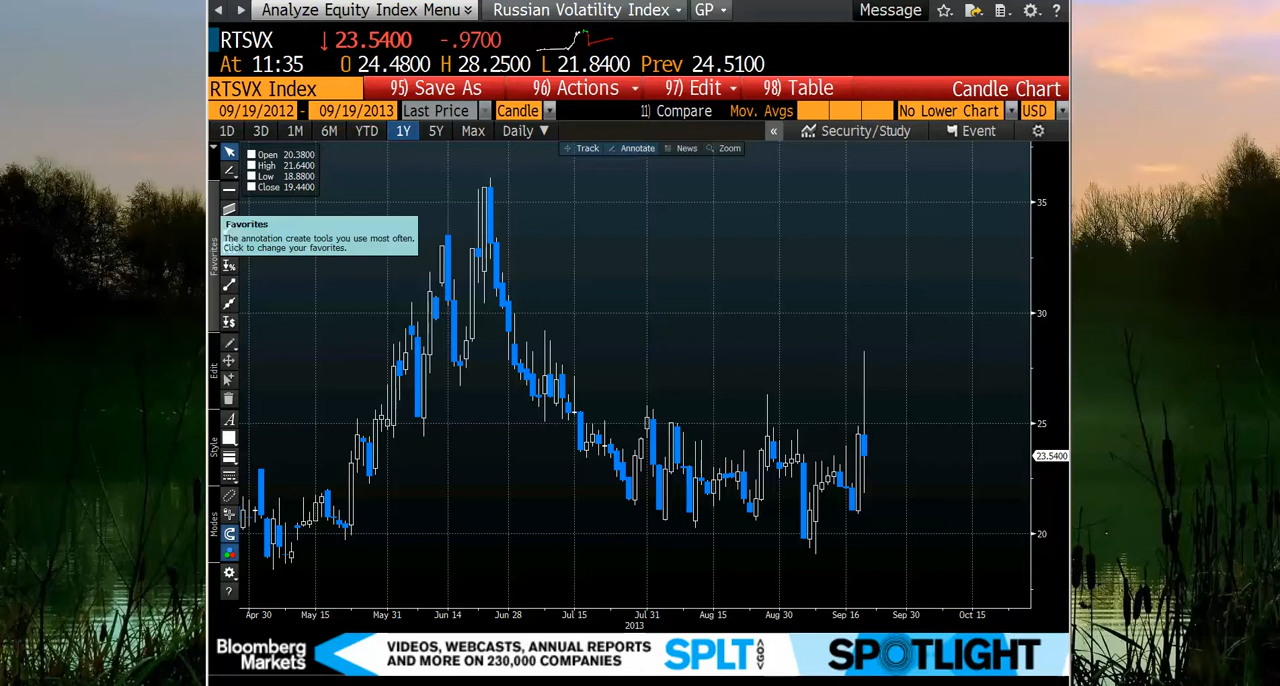 Analyze Equity Index Menu Russian Volatility Index GP Message ?
RTSVX ↓23.5400 -.9700
At 11:35 O 24.4800 H 28.2500 L 21.8400 Prev 24.5100
RTSVX Index 95) Save As 96) Actions 97) Edit 98) Table Candle Chart
09/19/2012 - 09/19/2013 Last Price Candle 11) Compare Mov. Avgs No Lower Chart USD
1D 3D 1M 6M YTD 1Y 5Y Max Daily ▼ « Security/Study Event
Track Annotate News Zoom
Open 20.3800
High 21.6400
Low 18.8800
Close 19.4400
Favorites
The annotation create tools you use most often.
Click to change your favorites.
Favorites
Edit
Style
Modes
%
$
A
?
35
30
25
23.5400
20
Apr 30 May 15 May 31 Jun 14 Jun 28 Jul 15 Jul 31 Aug 15 Aug 30 Sep 16 Sep 30 Oct 15
2013
Bloomberg
Markets
VIDEOS, WEBCASTS, ANNUAL REPORTS
AND MORE ON 230,000 COMPANIES
SPLT
AGV
SPOTLIGHT